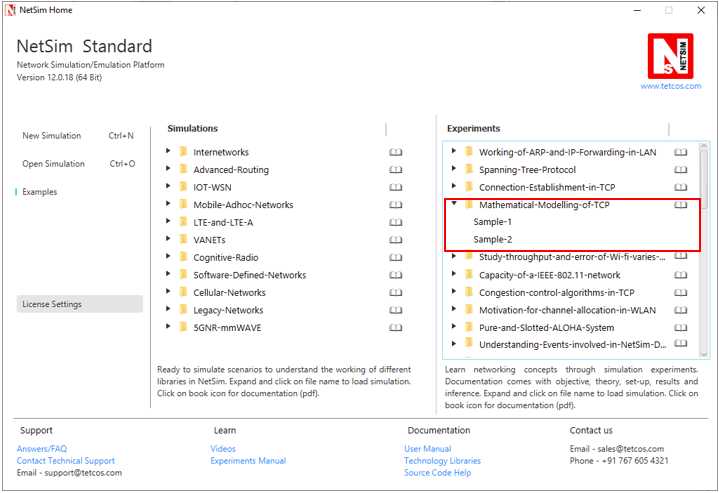 NetSim Home
NetSim Standard
Network Simulation/Emulation Platform
Version 12.0.18 (64 Bit)
NETSIM
www.tetcos.com
New Simulation Ctrl+N
Open Simulation Ctrl+O
Examples
License Settings
Simulations
Internetworks
Advanced-Routing
IOT-WSN
Mobile-Adhoc-Networks
LTE-and-LTE-A
VANETs
Cognitive-Radio
Software-Defined-Networks
Cellular-Networks
Legacy-Networks
5GNR-mmWAVE
Ready to simulate scenarios to understand the working of different
libraries in NetSim. Expand and click on file name to load simulation.
Click on book icon for documentation (pdf).
Experiments
Working-of-ARP-and-IP-Forwarding-in-LAN
Spanning-Tree-Protocol
Connection-Establishment-in-TCP
Mathematical-Modelling-of-TCP
Sample-1
Sample-2
Study-throughput-and-error-of-Wi-fi-varies-...
Capacity-of-a-IEEE-802.11-network
Congestion-control-algorithms-in-TCP
Motivation-for-channel-allocation-in-WLAN
Pure-and-Slotted-ALOHA-System
Understanding-Events-involved-in-NetSim-D...
Learn networking concepts through simulation experiments.
Documentation comes with objective, theory, set-up, results and
inference. Expand and click on file name to load simulation. Click on
book icon for documentation (pdf).
Support
Answers/FAQ
Contact Technical Support
Email - support@tetcos.com
Learn
Videos
Experiments Manual
Documentation
User Manual
Technology Libraries
Source Code Help
Contact us
Email - sales@tetcos.com
Phone - +91 767 605 4321